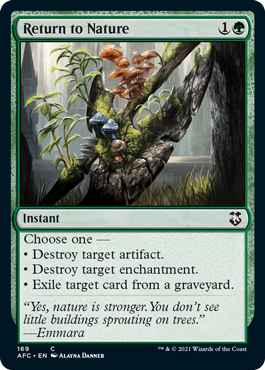 Return to Nature 1
Instant
Choose one —
• Destroy target artifact.
• Destroy target enchantment.
• Exile target card from a graveyard.
“Yes, nature is stronger. You don’t see
little buildings sprouting on trees.”
—Emmara
169 C
AFC • EN ALAYNA DANNER ™ & © 2021 Wizards of the Coast